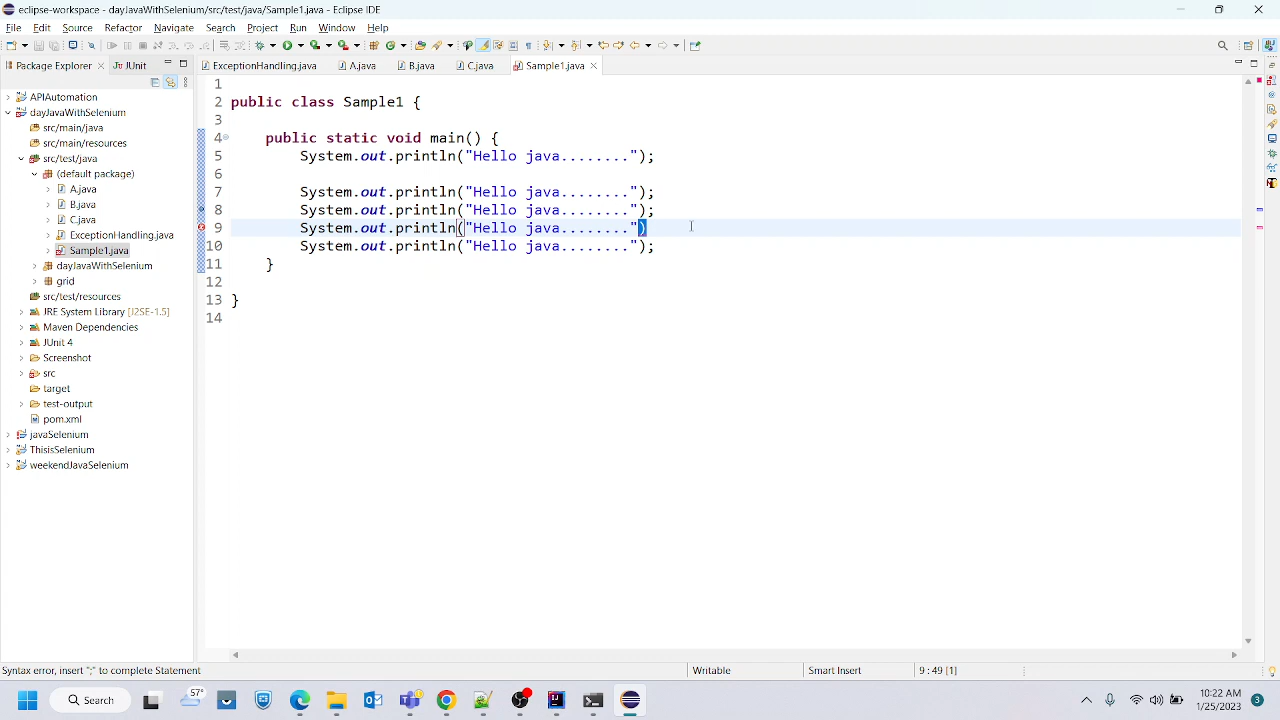 eclipse-workspace - dayJavaWithSelenium/src/test/java/Sample1.java - Eclipse IDE
File Edit Source Refactor Navigate Search Project Run Window Help
Package Explorer JUnit
ExceptionHandling.java A.java B.java C.java Sample1.java
APIAutomation
dayJavaWithSelenium
src/main/java
src/main/resources
src/test/java
(default package)
A.java
B.java
C.java
ExceptionHandling.java
Sample1.java
dayJavaWithSelenium
grid
src/test/resources
JRE System Library [J2SE-1.5]
Maven Dependencies
JUnit 4
Screenshot
src
target
test-output
pom.xml
javaSelenium
ThisisSelenium
weekendJavaSelenium
1
2 public class Sample1 {
3
4 public static void main() {
5 System.out.println("Hello java........");
6
7 System.out.println("Hello java........");
8 System.out.println("Hello java........");
9 System.out.println("Hello java........")
10 System.out.println("Hello java........");
11 }
12
13 }
14
Syntax error, insert ";" to complete Statement Writable Smart Insert 9 : 49 [1]
Search 57° 10:22 AM
1/25/2023 3